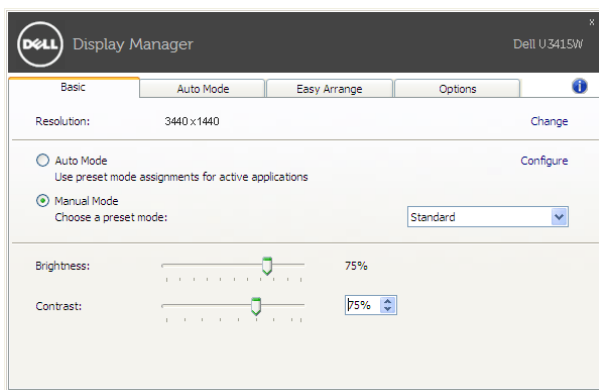 x
DELL Display Manager Dell U3415W
Basic Auto Mode Easy Arrange Options i
Resolution: 3440 x1440 Change
Auto Mode Configure
Use preset mode assignments for active applications
Manual Mode
Choose a preset mode: Standard
Brightness: 75%
Contrast: 75%